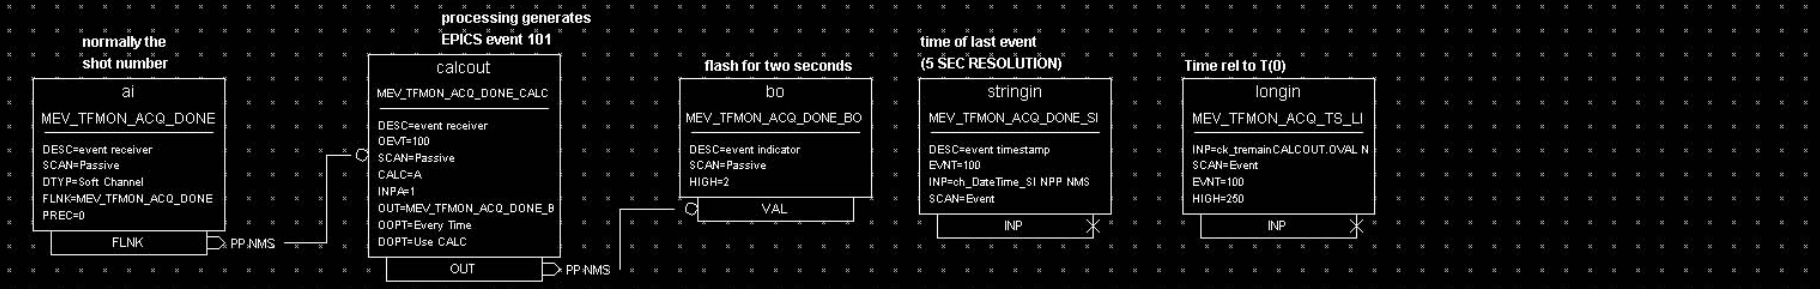 normally the
shot number
ai
MEV_TFMON_ACQ_DONE
DESC=event receiver
SCAN=Passive
DTYP=Soft Channel
FLNK=MEV_TFMON_ACQ_DONE
PREC=0
FLNK
PP NMS
processing generates
EPICS event 101
calcout
MEV_TFMON_ACQ_DONE_CALC
DESC=event receiver
OEVT=100
SCAN=Passive
CALC=A
INPA=1
OUT=MEV_TFMON_ACQ_DONE_B
OOPT=Every Time
DOPT=Use CALC
OUT
PP NMS
flash for two seconds
bo
MEV_TFMON_ACQ_DONE_BO
DESC=event indicator
SCAN=Passive
HIGH=2
VAL
time of last event
(5 SEC RESOLUTION)
stringin
MEV_TFMON_ACQ_DONE_SI
DESC=event timestamp
EVNT=100
INP=ch_DateTime_SI NPP NMS
SCAN=Event
INP
Time rel to T(0)
longin
MEV_TFMON_ACQ_TS_LI
INP=ck_tremainCALCOUT.OVAL N
SCAN=Event
EVNT=100
HIGH=250
INP